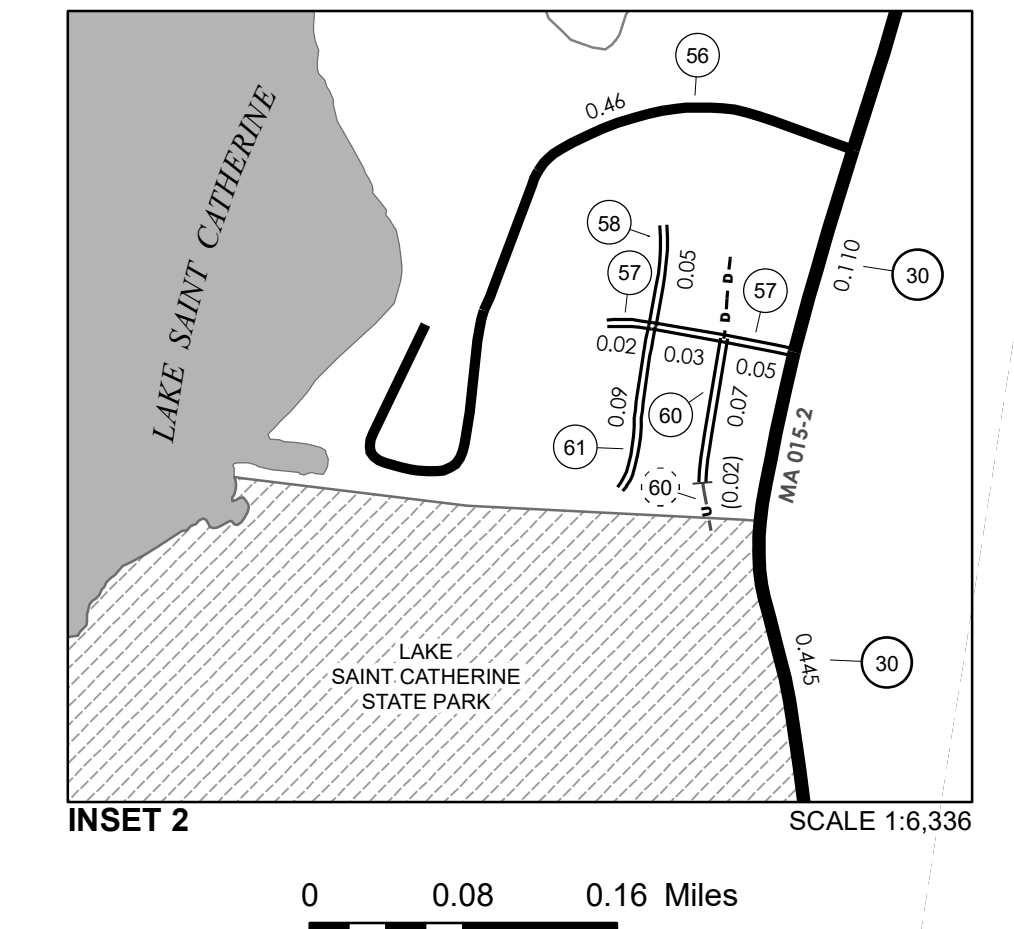 56
0.46
LAKE SAINT CATHERINE
58
0.05
57
D D
57
0.110
30
0.02
0.03
0.05
0.09
60
0.07
61
MA 015-2
60
(0.02)
U
LAKE
SAINT CATHERINE
STATE PARK
0.445
30
INSET 2
SCALE 1:6,336
0 0.08 0.16 Miles